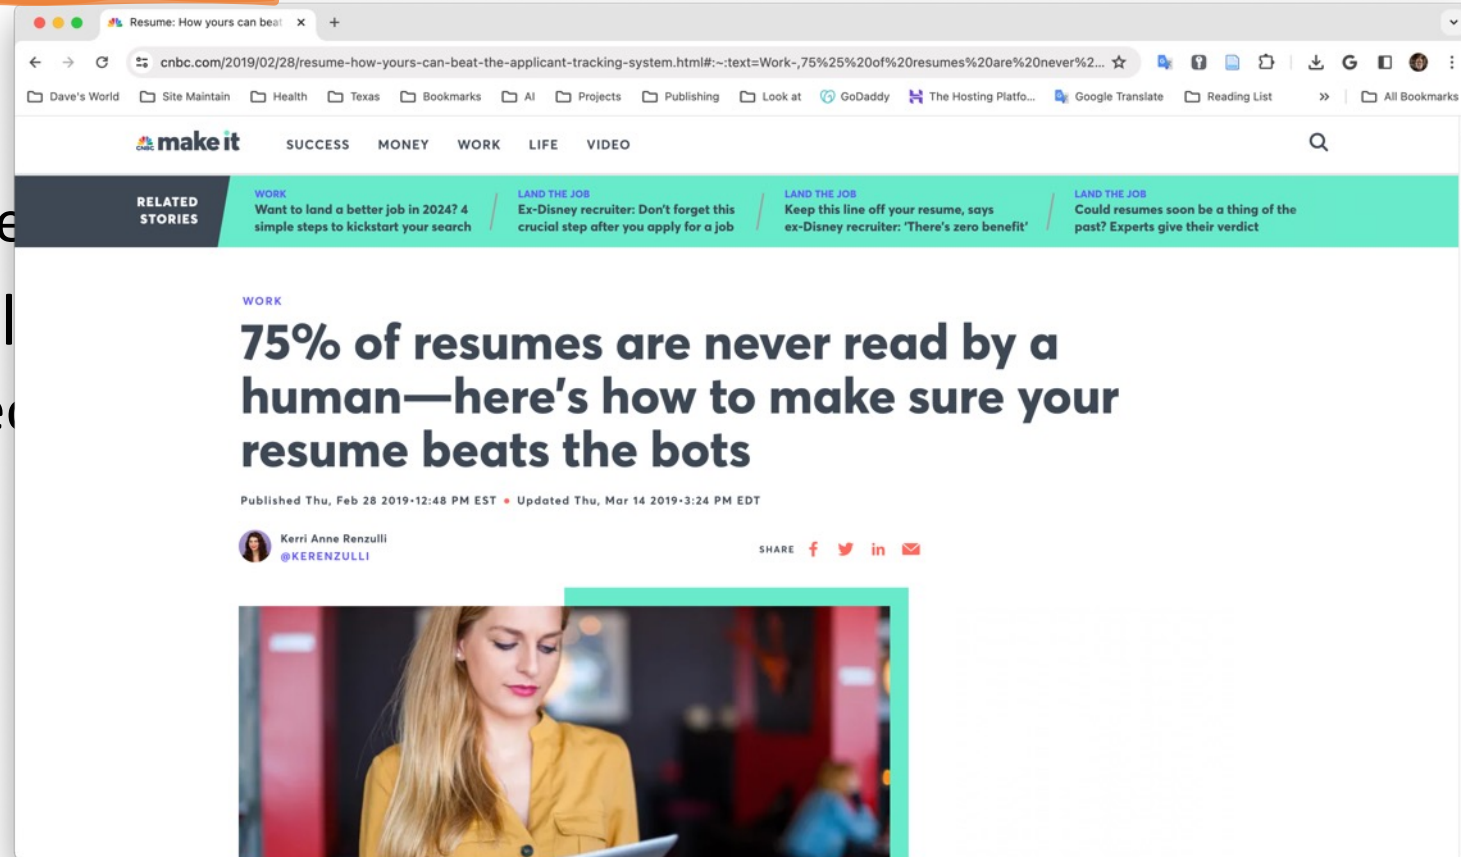 Resume: How yours can beat
cnbc.com/2019/02/28/resume-how-yours-can-beat-the-applicant-tracking-system.html#:~:text=Work-,75%25%20of%20resumes%20are%20never%2...
Dave's World Site Maintain Health Texas Bookmarks AI Projects Publishing Look at GoDaddy The Hosting Platfo... Google Translate Reading List » All Bookmarks
CNBC make it SUCCESS MONEY WORK LIFE VIDEO
RELATED
STORIES
WORK
Want to land a better job in 2024? 4
simple steps to kickstart your search
LAND THE JOB
Ex-Disney recruiter: Don't forget this
crucial step after you apply for a job
LAND THE JOB
Keep this line off your resume, says
ex-Disney recruiter: 'There's zero benefit'
LAND THE JOB
Could resumes soon be a thing of the
past? Experts give their verdict
WORK
75% of resumes are never read by a
human—here's how to make sure your
resume beats the bots
Published Thu, Feb 28 2019•12:48 PM EST • Updated Thu, Mar 14 2019•3:24 PM EDT
Kerri Anne Renzulli
@KERENZULLI
SHARE f in